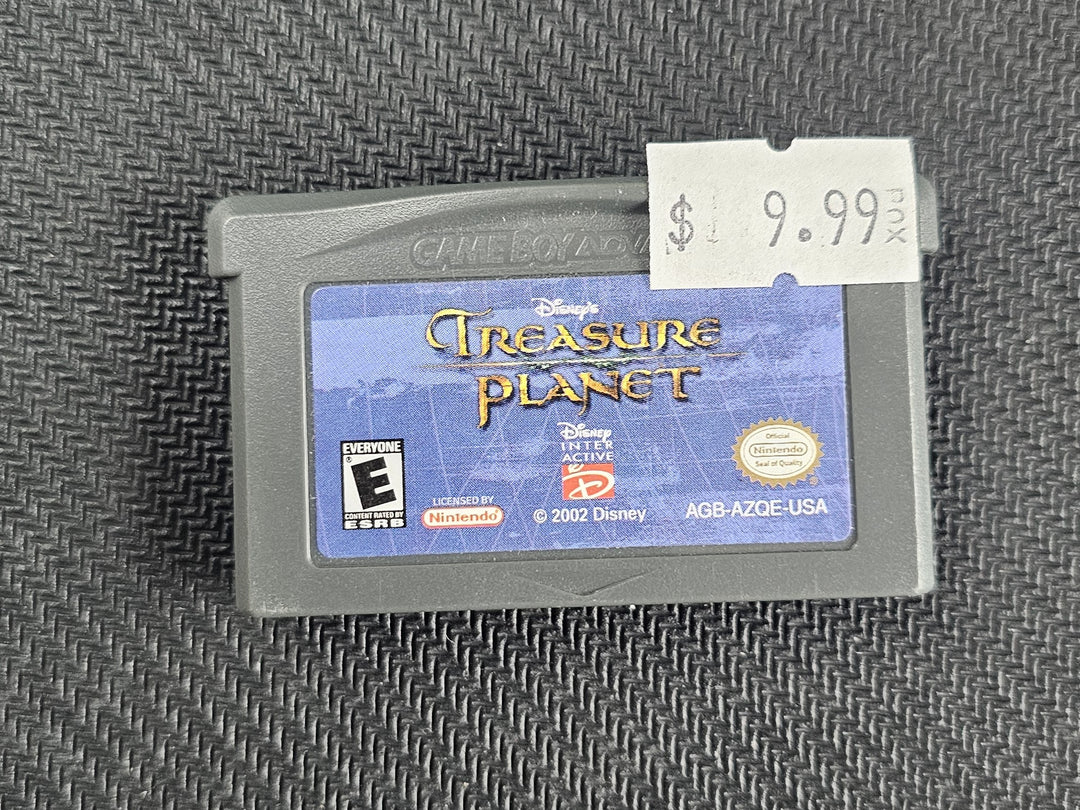 $ 9.99
GAME BOY ADVA
Disney's
TREASURE
PLANET
Disney
INTER
ACTIVE
D
EVERYONE
E
®
CONTENT RATED BY
ESRB
LICENSED BY
Nintendo
© 2002 Disney
Official
Nintendo
Seal of Quality
®
AGB-AZQE-USA